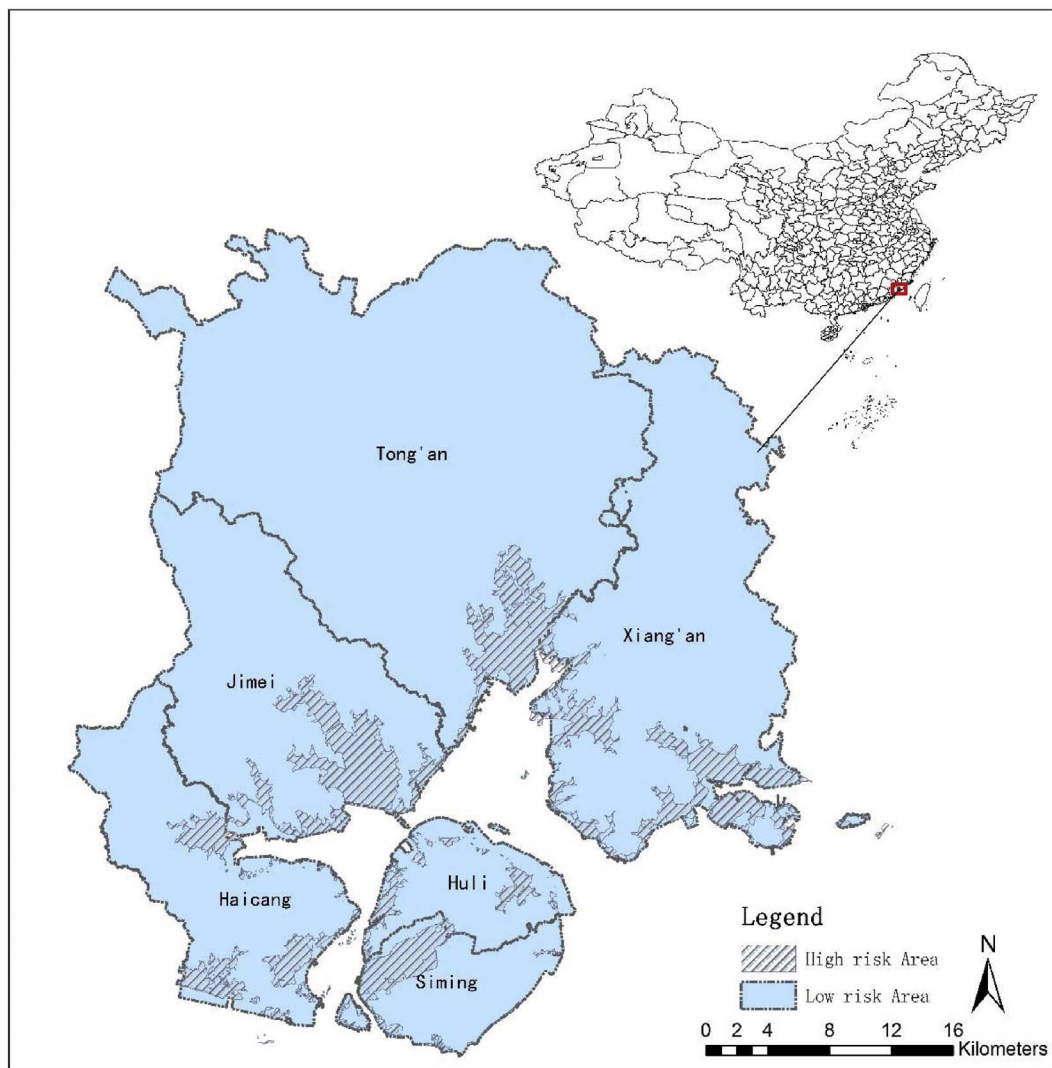 Tong'an
Xiang'an
Jimei
Haicang
Huli
Siming
Legend
High risk Area
Low risk Area
N
0 2 4 8 12 16
Kilometers